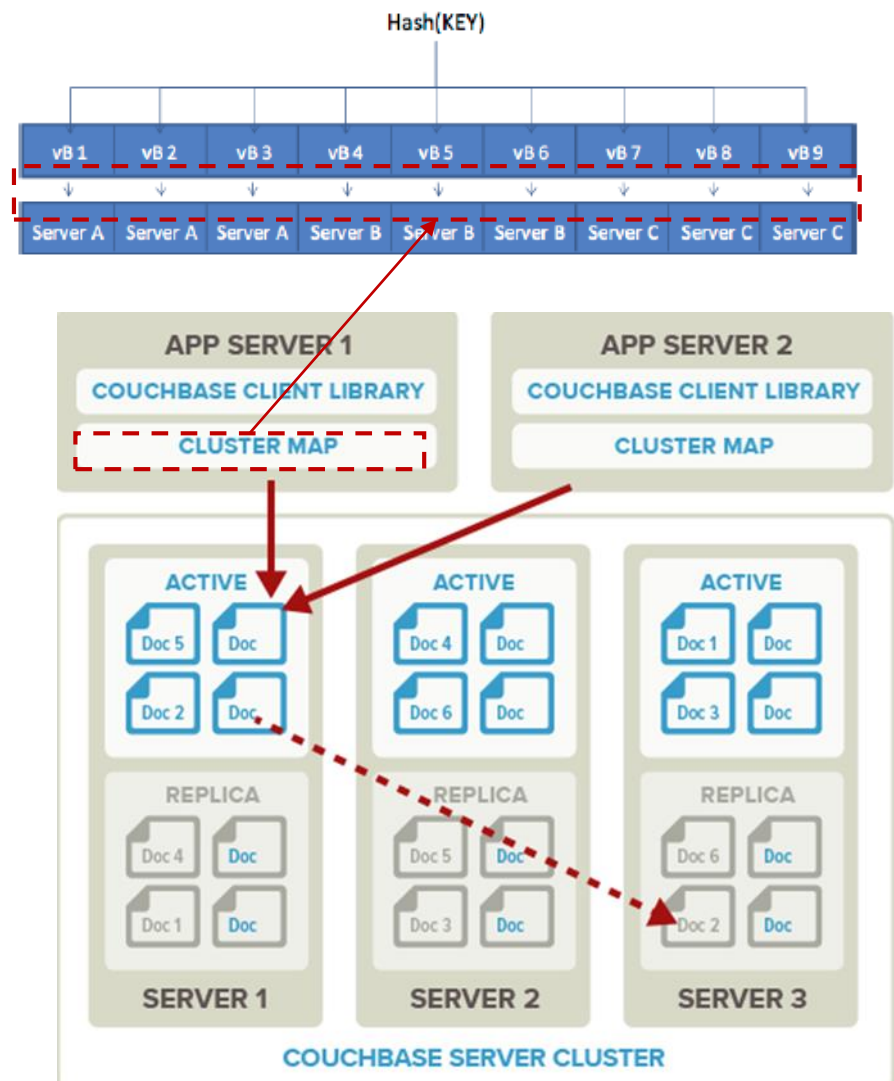 Hash(KEY)
vB 1 vB 2 vB 3 vB 4 vB 5 vB 6 vB 7 vB 8 vB 9
Server A Server A Server A Server B Server B Server B Server C Server C Server C
APP SERVER 1 APP SERVER 2
COUCHBASE CLIENT LIBRARY COUCHBASE CLIENT LIBRARY
CLUSTER MAP CLUSTER MAP
ACTIVE ACTIVE ACTIVE
Doc 5 Doc Doc 4 Doc Doc 1 Doc
Doc 2 Doc Doc 6 Doc Doc 3 Doc
REPLICA REPLICA REPLICA
Doc 4 Doc Doc 5 Doc Doc 6 Doc
Doc 1 Doc Doc 3 Doc Doc 2 Doc
SERVER 1 SERVER 2 SERVER 3
COUCHBASE SERVER CLUSTER